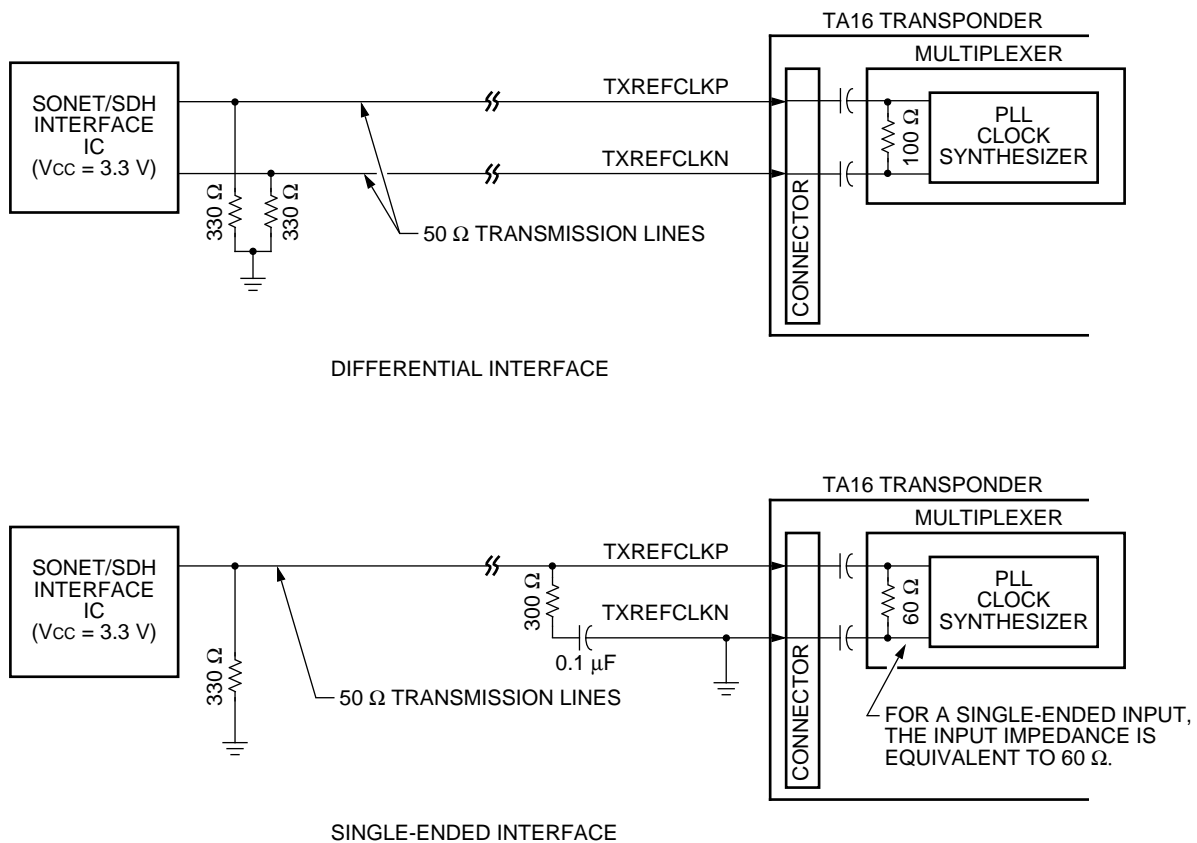 TA16 TRANSPONDER
MULTIPLEXER
SONET/SDH
INTERFACE
IC
(VCC = 3.3 V)
TXREFCLKP
TXREFCLKN
330 Ω
330 Ω
50 Ω TRANSMISSION LINES
CONNECTOR
100 Ω
PLL
CLOCK
SYNTHESIZER
DIFFERENTIAL INTERFACE
TA16 TRANSPONDER
MULTIPLEXER
SONET/SDH
INTERFACE
IC
(VCC = 3.3 V)
330 Ω
50 Ω TRANSMISSION LINES
TXREFCLKP
300 Ω
TXREFCLKN
0.1 µF
CONNECTOR
60 Ω
PLL
CLOCK
SYNTHESIZER
FOR A SINGLE-ENDED INPUT,
THE INPUT IMPEDANCE IS
EQUIVALENT TO 60 Ω.
SINGLE-ENDED INTERFACE